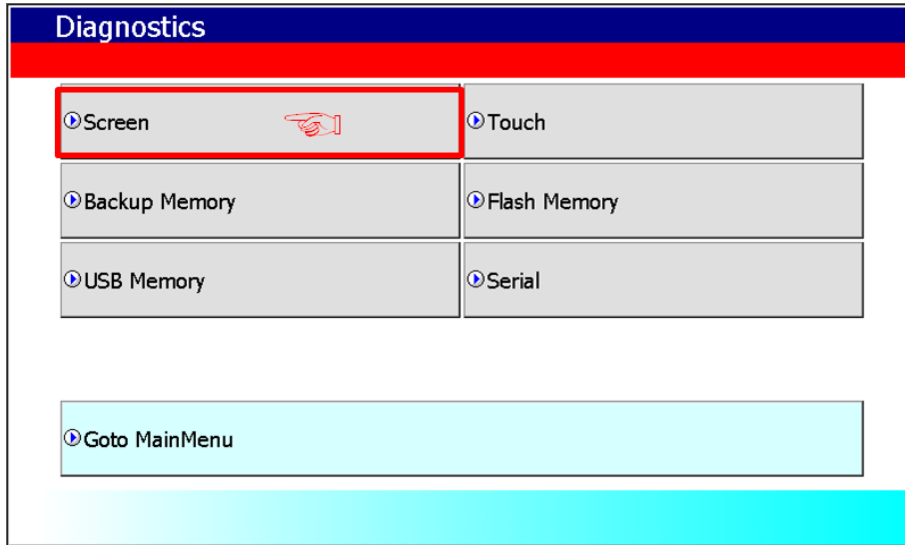 Diagnostics
Screen
Touch
Backup Memory
Flash Memory
USB Memory
Serial
Goto MainMenu